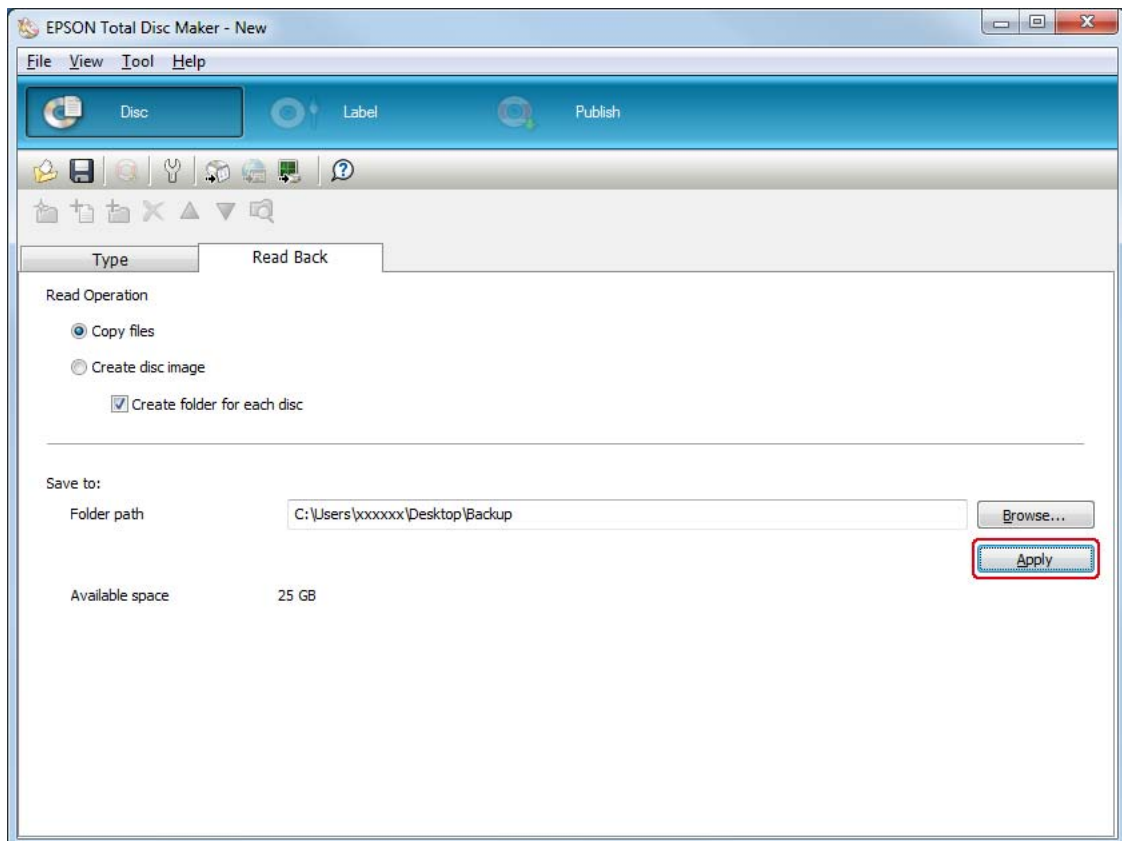 EPSON Total Disc Maker - New
File View Tool Help
Disc Label Publish
Type Read Back
Read Operation
Copy files
Create disc image
Create folder for each disc
Save to:
Folder path C:\Users\xxxxxx\Desktop\Backup Browse...
Apply
Available space 25 GB